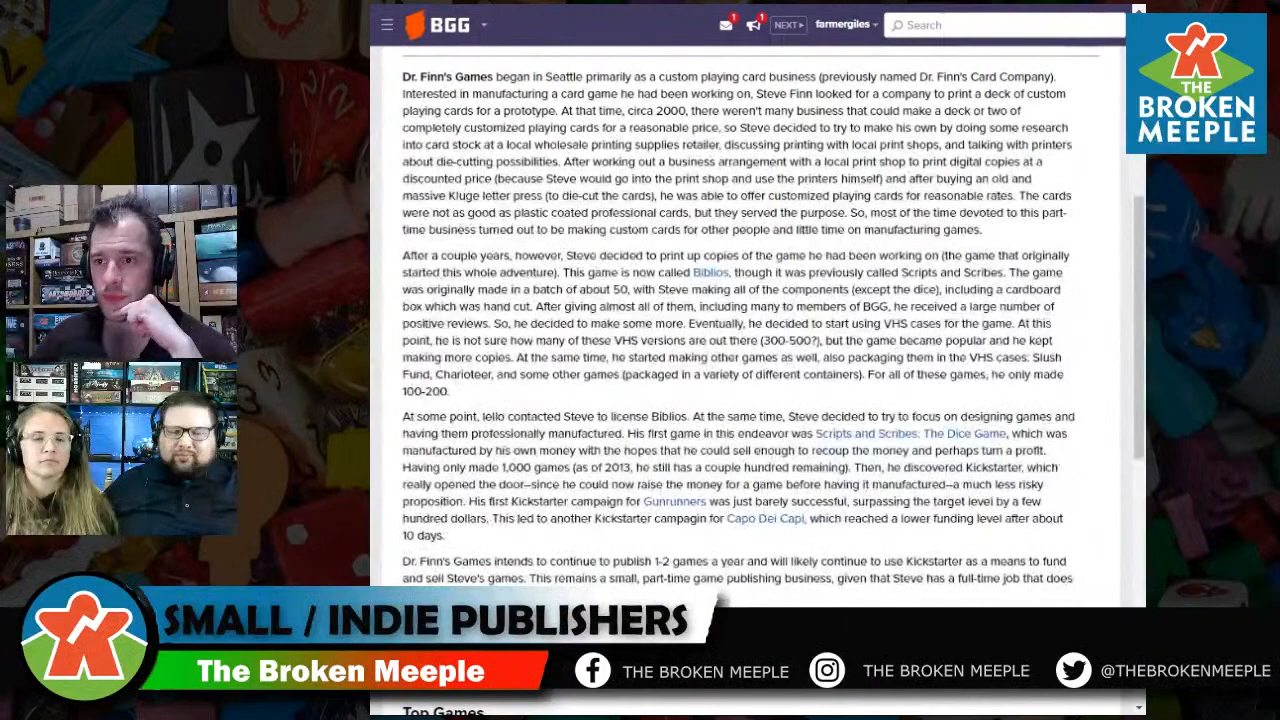 BGG
1
1
NEXT
farmergiles
Search
THE
BROKEN
MEEPLE
Dr. Finn's Games began in Seattle primarily as a custom playing card business (previously named Dr. Finn's Card Company).
Interested in manufacturing a card game he had been working on, Steve Finn looked for a company to print a deck of custom
playing cards for a prototype. At that time, circa 2000, there weren't many business that could make a deck or two of
completely customized playing cards for a reasonable price, so Steve decided to try to make his own by doing some research
into card stock at a local wholesale printing supplies retailer, discussing printing with local print shops, and talking with printers
about die-cutting possibilities. After working out a business arrangement with a local print shop to print digital copies at a
discounted price (because Steve would go into the print shop and use the printers himself) and after buying an old and
massive Kluge letter press (to die-cut the cards), he was able to offer customized playing cards for reasonable rates. The cards
were not as good as plastic coated professional cards, but they served the purpose. So, most of the time devoted to this part-
time business turned out to be making custom cards for other people and little time on manufacturing games.
After a couple years, however, Steve decided to print up copies of the game he had been working on (the game that originally
started this whole adventure). This game is now called Biblios, though it was previously called Scripts and Scribes. The game
was originally made in a batch of about 50, with Steve making all of the components (except the dice), including a cardboard
box which was hand cut. After giving almost all of them, including many to members of BGG, he received a large number of
positive reviews. So, he decided to make some more. Eventually, he decided to start using VHS cases for the game. At this
point, he is not sure how many of these VHS versions are out there (300-500?), but the game became popular and he kept
making more copies. At the same time, he started making other games as well, also packaging them in the VHS cases: Slush
Fund, Charioteer, and some other games (packaged in a variety of different containers). For all of these games, he only made
100-200.
At some point, Iello contacted Steve to license Biblios. At the same time, Steve decided to try to focus on designing games and
having them professionally manufactured. His first game in this endeavor was Scripts and Scribes: The Dice Game, which was
manufactured by his own money with the hopes that he could sell enough to recoup the money and perhaps turn a profit.
Having only made 1,000 games (as of 2013, he still has a couple hundred remaining). Then, he discovered Kickstarter, which
really opened the door—since he could now raise the money for a game before having it manufactured—a much less risky
proposition. His first Kickstarter campaign for Gunrunners was just barely successful, surpassing the target level by a few
hundred dollars. This led to another Kickstarter campagin for Capo Dei Capi, which reached a lower funding level after about
10 days.
Dr. Finn's Games intends to continue to publish 1-2 games a year and will likely continue to use Kickstarter as a means to fund
and sell Steve's games. This remains a small, part-time game publishing business, given that Steve has a full-time job that does
SMALL / INDIE PUBLISHERS
The Broken Meeple
THE BROKEN MEEPLE
THE BROKEN MEEPLE
@THEBROKENMEEPLE
Top Games